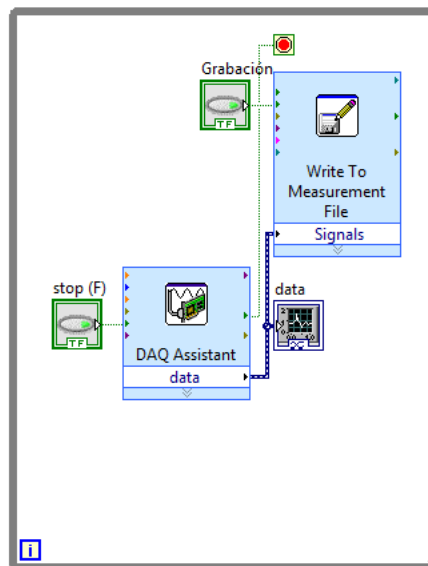 Grabación
TF
Write To
Measurement
File
Signals
stop (F)
TF
DAQ Assistant
data
data
i